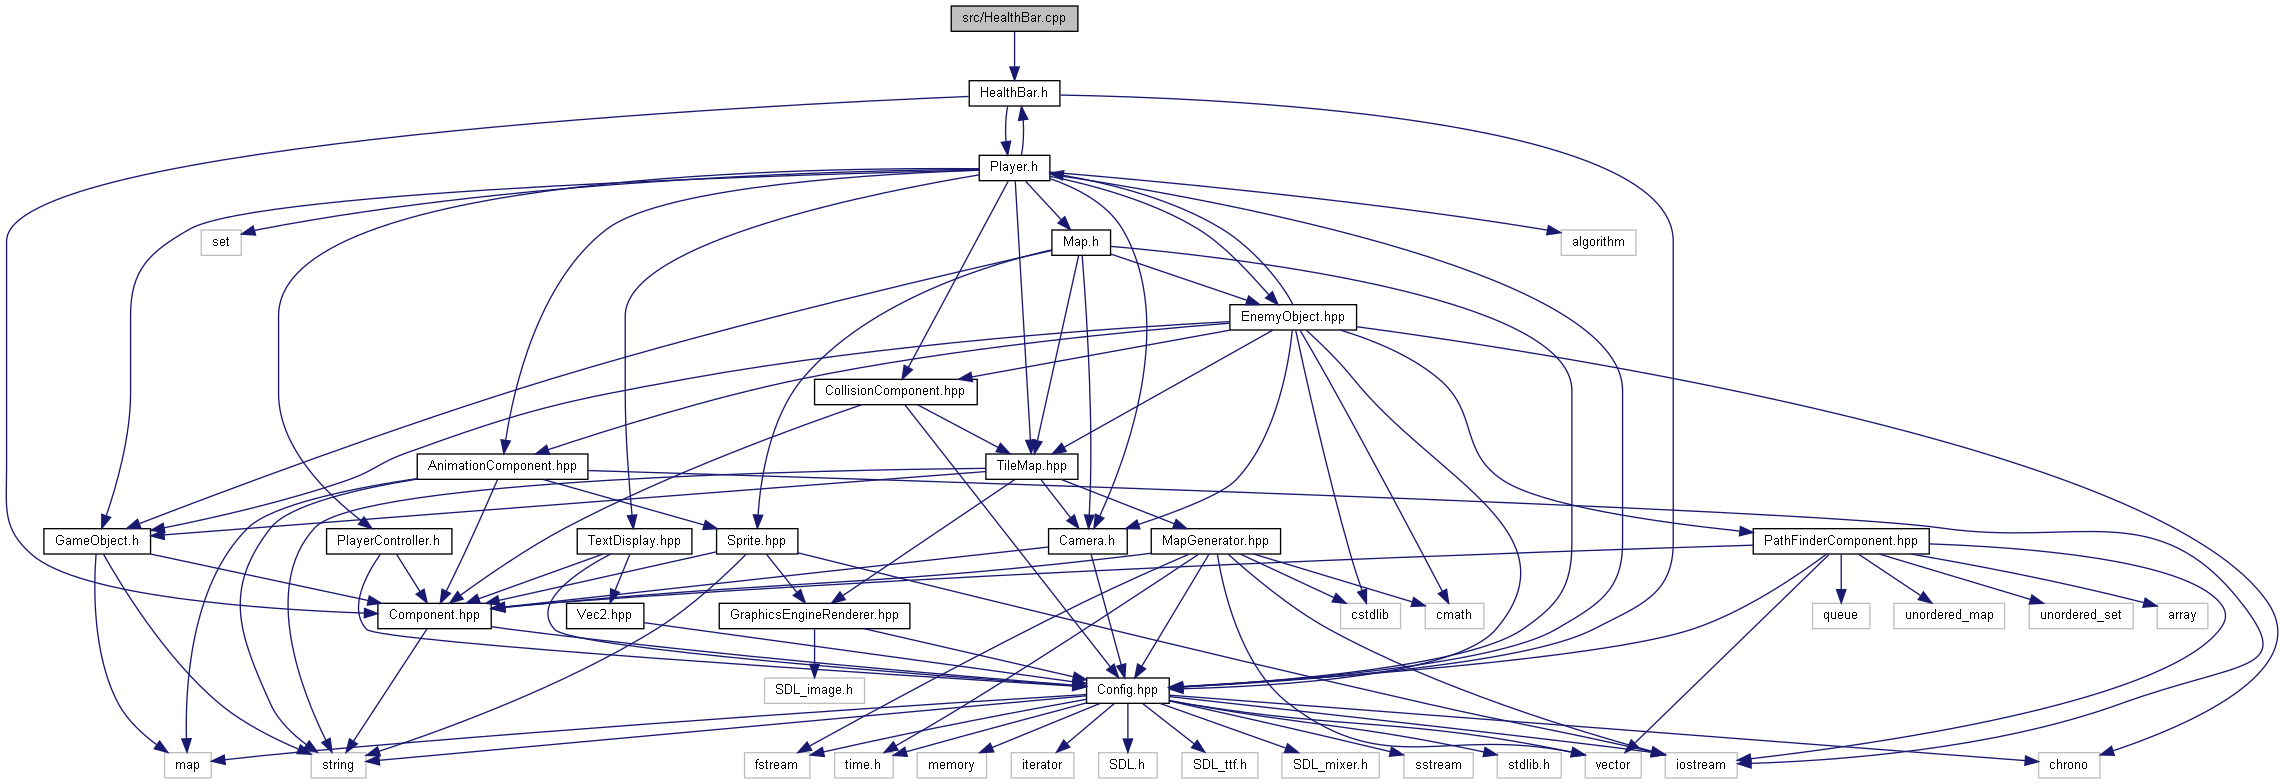 src/HealthBar.cpp
HealthBar.h
Player.h
set
Map.h
algorithm
EnemyObject.hpp
CollisionComponent.hpp
AnimationComponent.hpp
TileMap.hpp
GameObject.h
PlayerController.h
TextDisplay.hpp
Sprite.hpp
Camera.h
MapGenerator.hpp
PathFinderComponent.hpp
Component.hpp
Vec2.hpp
GraphicsEngineRenderer.hpp
cstdlib
cmath
queue
unordered_map
unordered_set
array
SDL_image.h
Config.hpp
map
string
fstream
time.h
memory
iterator
SDL.h
SDL_ttf.h
SDL_mixer.h
sstream
stdlib.h
vector
iostream
chrono